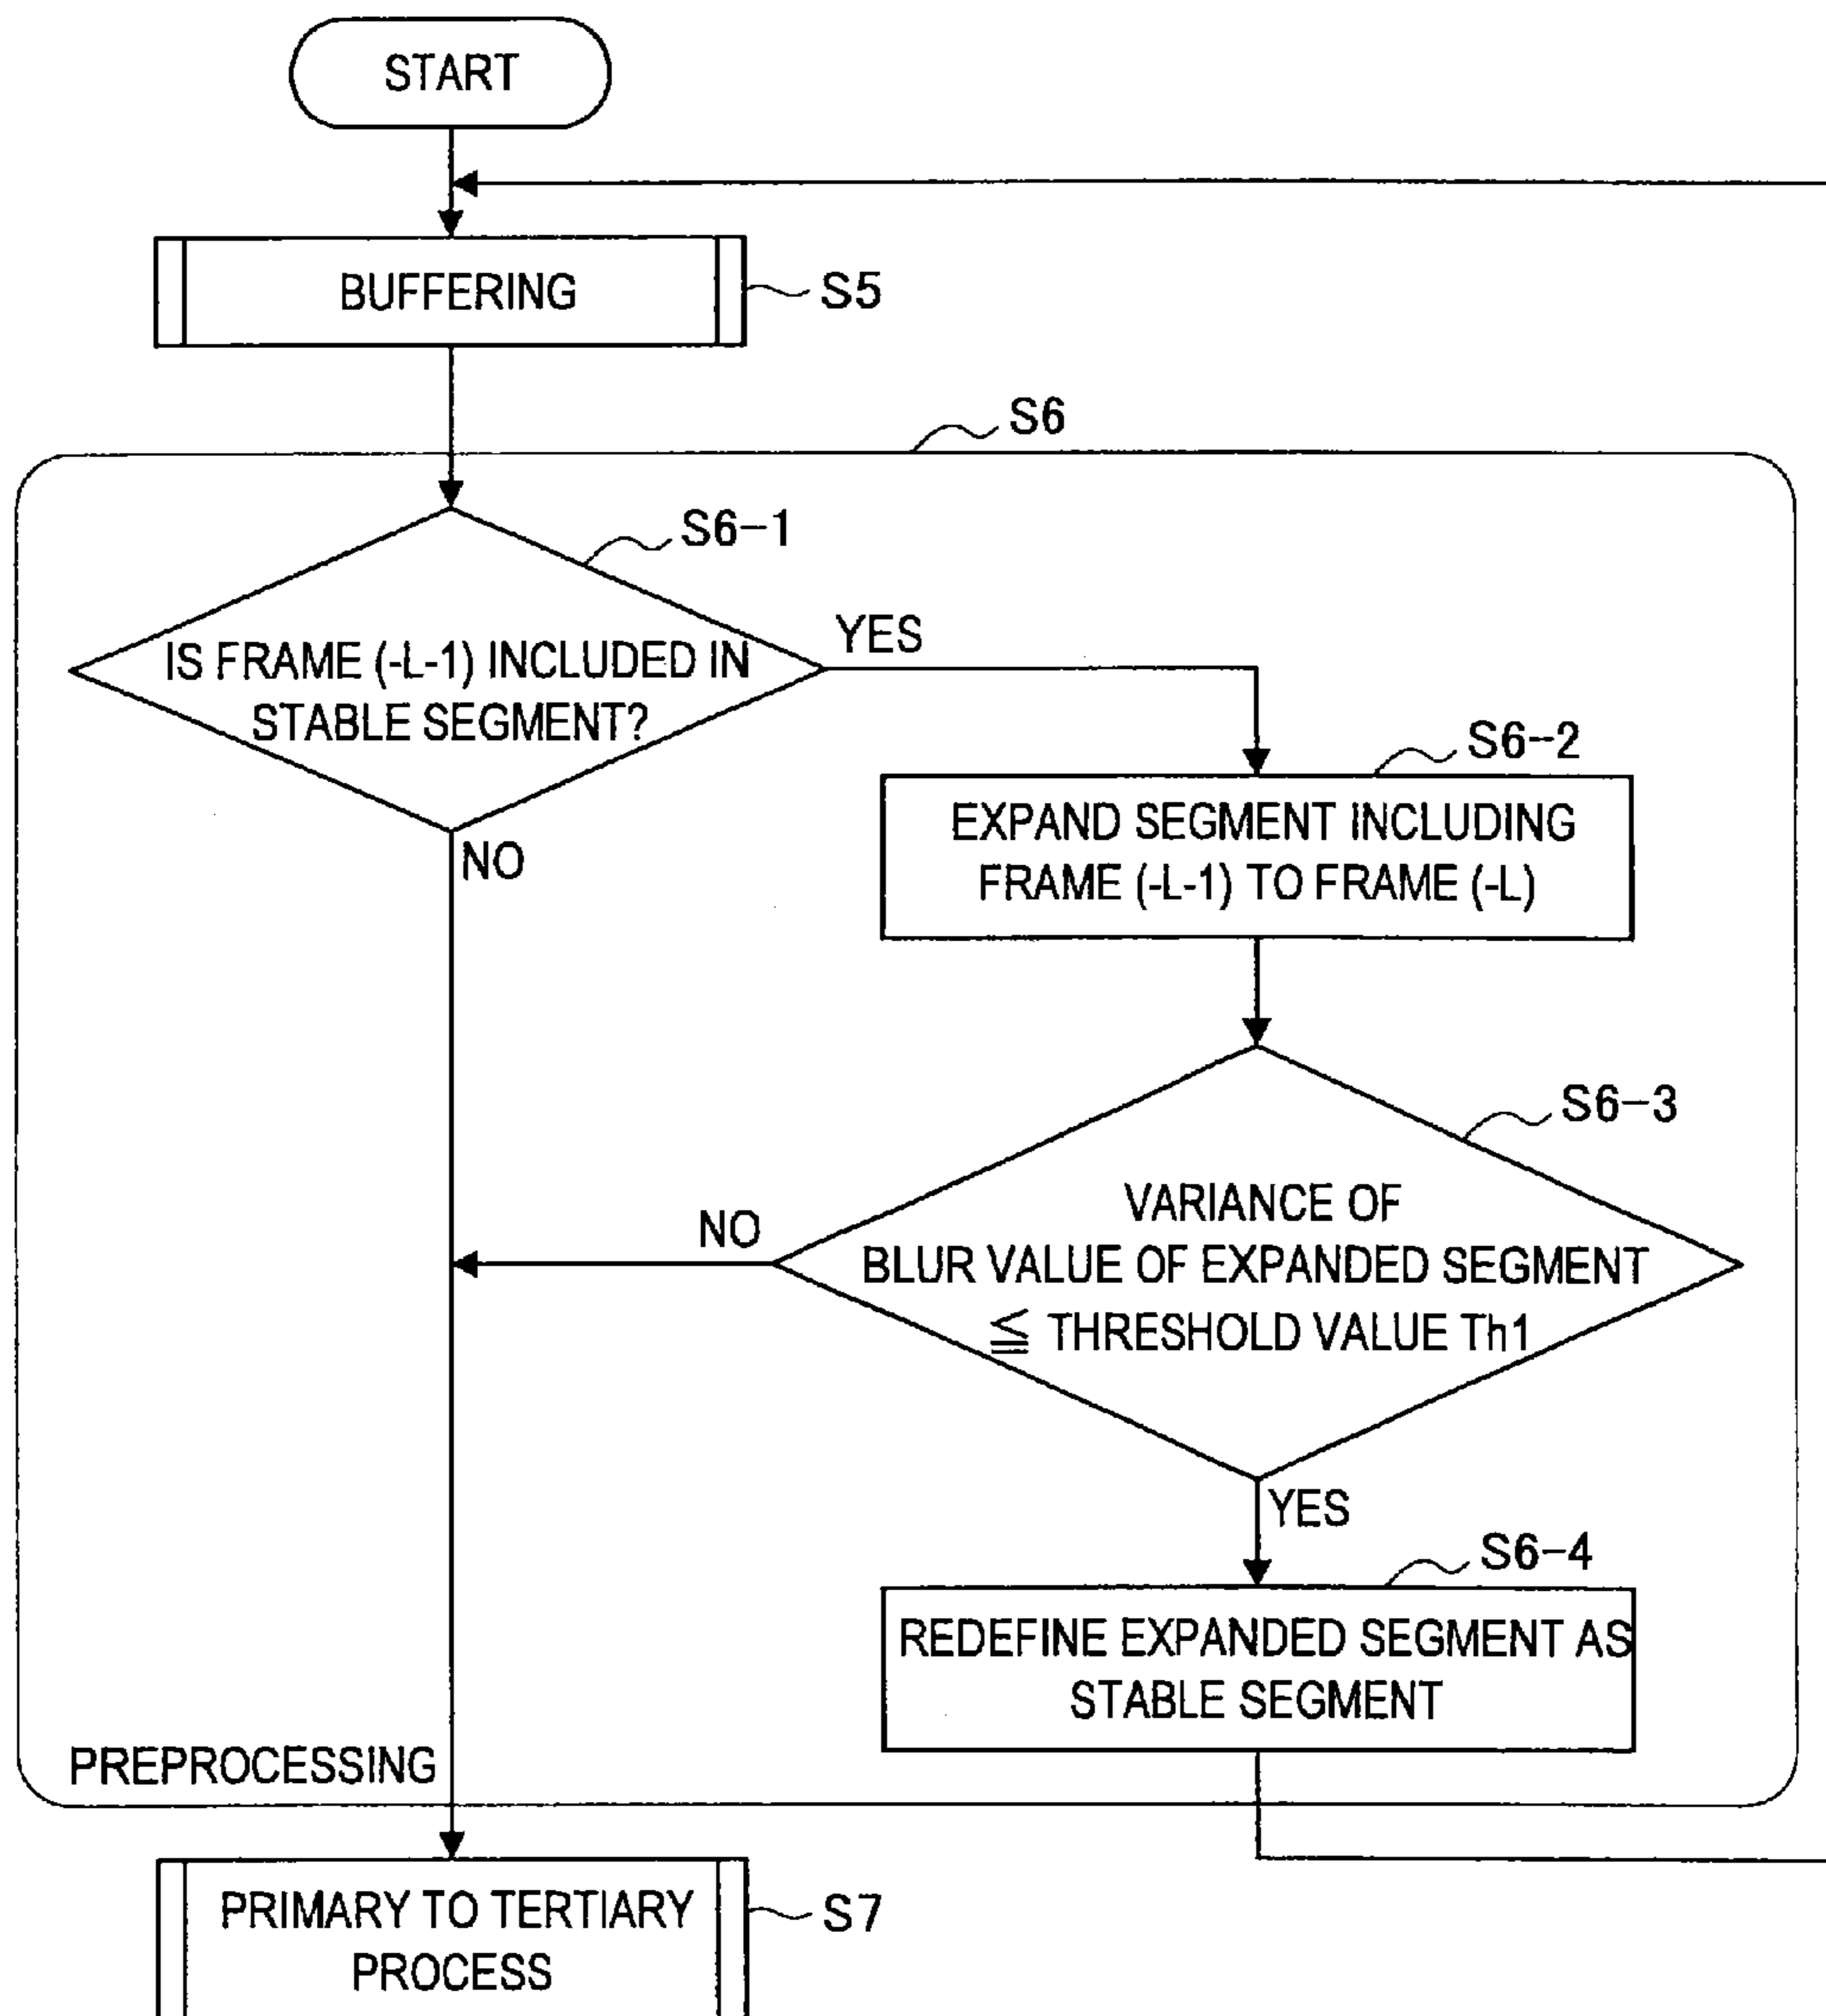 START
BUFFERING
S5
S6
S6-1
IS FRAME (-L-1) INCLUDED IN
STABLE SEGMENT?
YES
NO
S6-2
EXPAND SEGMENT INCLUDING
FRAME (-L-1) TO FRAME (-L)
S6-3
VARIANCE OF
BLUR VALUE OF EXPANDED SEGMENT
≦ THRESHOLD VALUE Th1
NO
YES
S6-4
REDEFINE EXPANDED SEGMENT AS
STABLE SEGMENT
PREPROCESSING
PRIMARY TO TERTIARY
PROCESS
S7